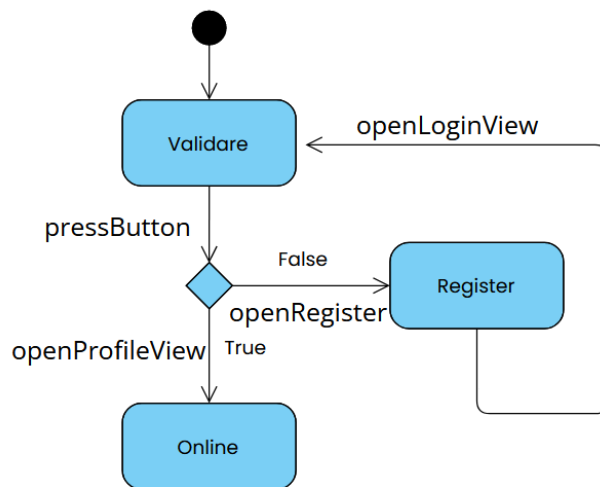 openLoginView
Validare
pressButton
False
Register
openRegister
openProfileView
True
Online